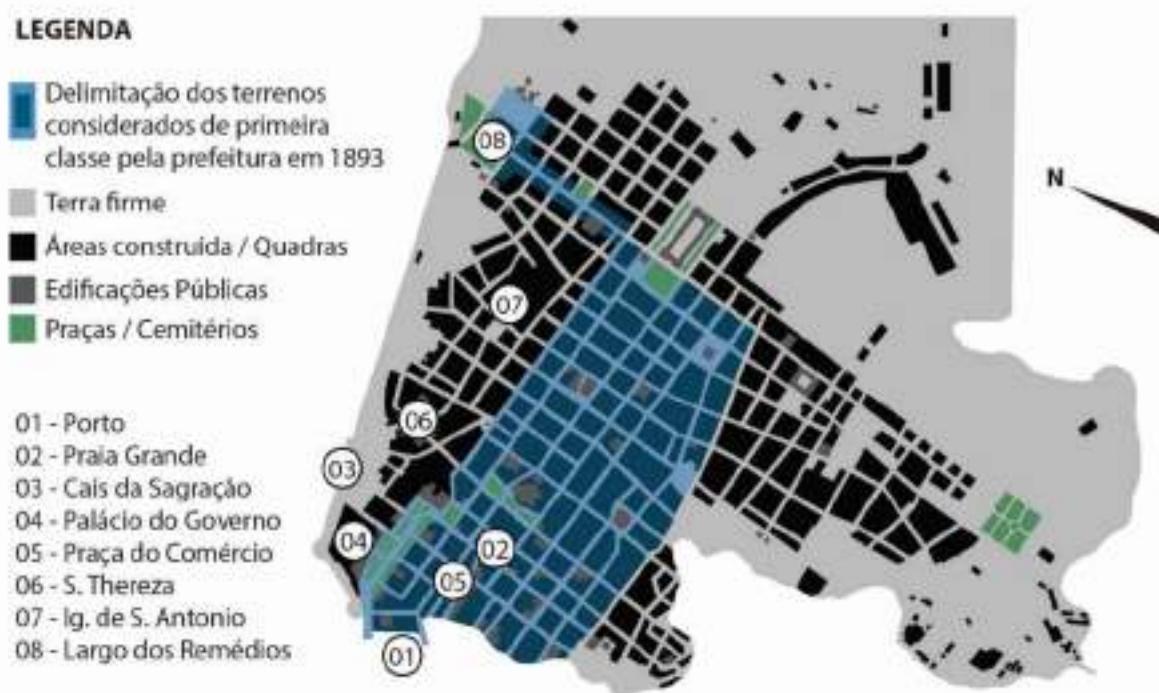 LEGENDA
Delimitação dos terrenos
considerados de primeira
classe pela prefeitura em 1893
Terra firme
Áreas construída / Quadras
Edificações Públicas
Praças / Cemitérios
01 - Porto
02 - Praia Grande
03 - Cais da Sagração
04 - Palácio do Governo
05 - Praça do Comércio
06 - S. Thereza
07 - Ig. de S. Antonio
08 - Largo dos Remédios
08
N
07
06
03
04
02
05
01